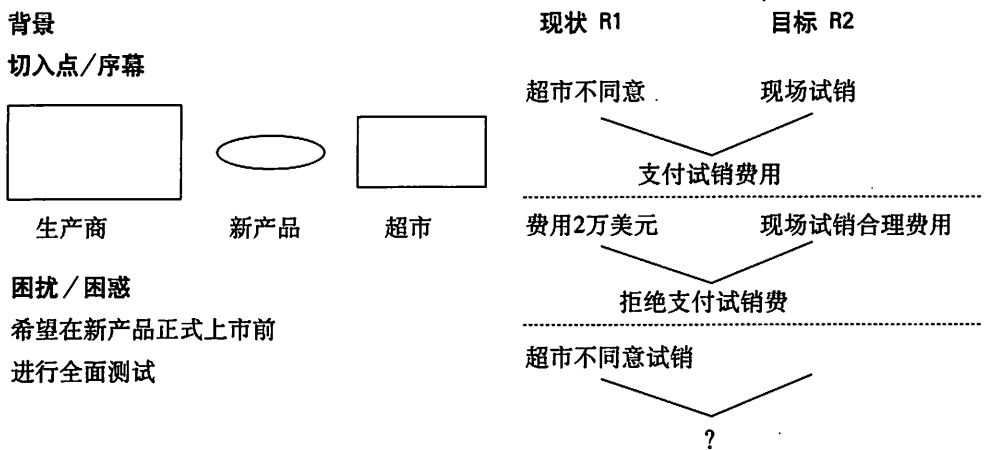 背景
切入点/序幕
生产商 新产品 超市
困扰/困惑
希望在新产品正式上市前
进行全面测试
现状 R1 目标 R2
超市不同意 现场试销
支付试销费用
费用2万美元 现场试销合理费用
拒绝支付试销费
超市不同意试销
?